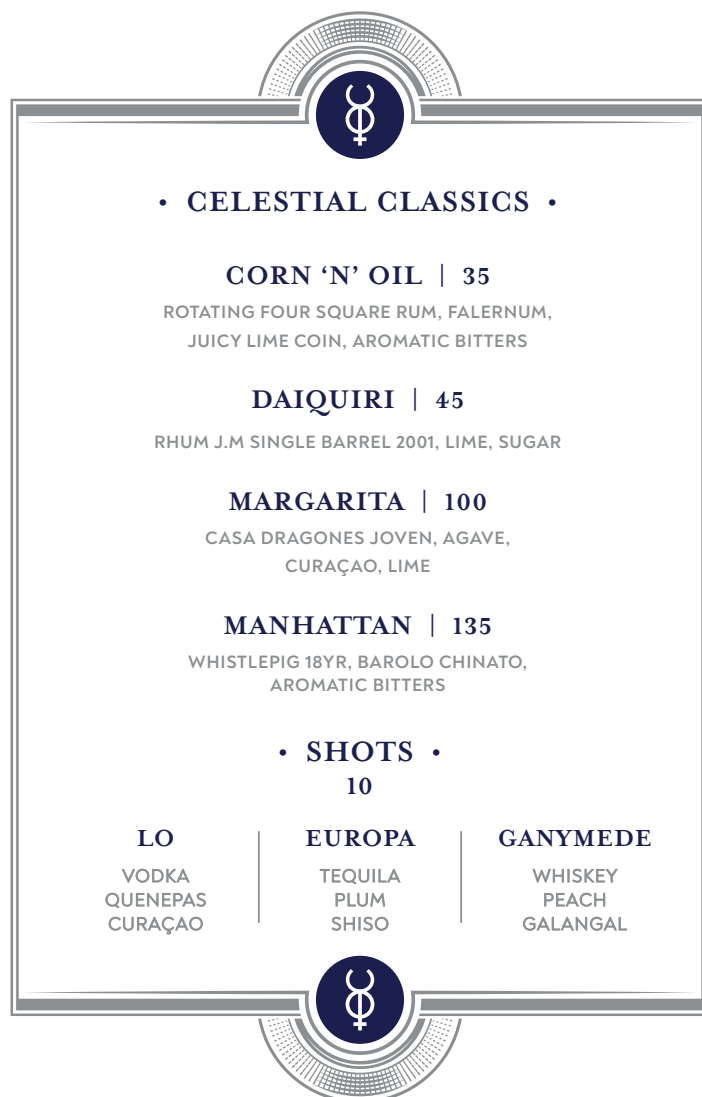 • CELESTIAL CLASSICS •
CORN ‘N’ OIL | 35
ROTATING FOUR SQUARE RUM, FALERNUM,
JUICY LIME COIN, AROMATIC BITTERS
DAIQUIRI | 45
RHUM J.M SINGLE BARREL 2001, LIME, SUGAR
MARGARITA | 100
CASA DRAGONES JOVEN, AGAVE,
CURAÇAO, LIME
MANHATTAN | 135
WHISTLEPIG 18YR, BAROLO CHINATO,
AROMATIC BITTERS
• SHOTS •
10
LO
VODKA
QUENEPAS
CURAÇAO
EUROPA
TEQUILA
PLUM
SHISO
GANYMEDE
WHISKEY
PEACH
GALANGAL